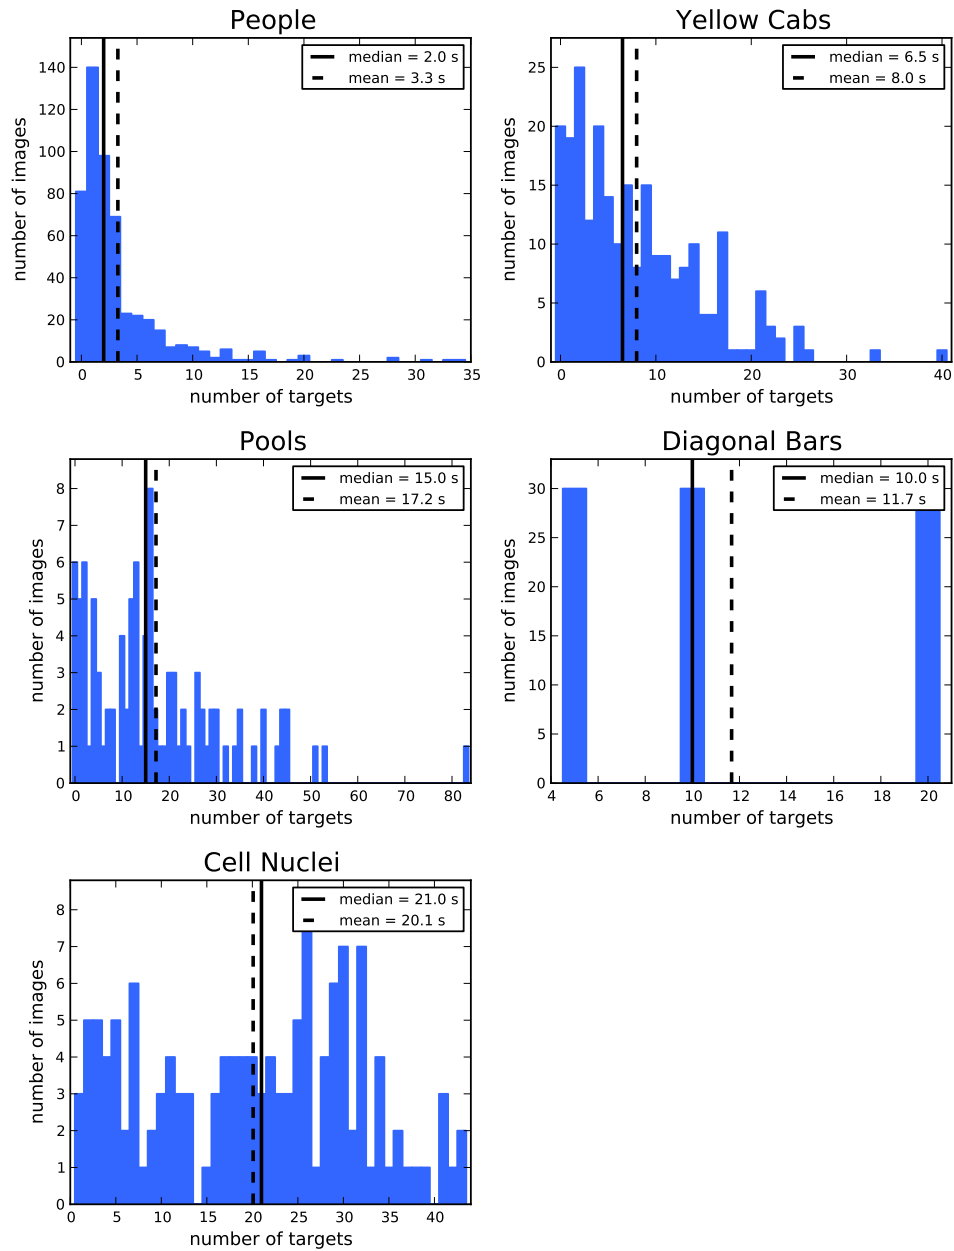 People
median = 2.0 s
mean = 3.3 s
number of images
0 20 40 60 80 100 120 140
0 5 10 15 20 25 30 35
number of targets
Yellow Cabs
median = 6.5 s
mean = 8.0 s
number of images
0 5 10 15 20 25
0 10 20 30 40
number of targets
Pools
median = 15.0 s
mean = 17.2 s
number of images
0 1 2 3 4 5 6 7 8
0 10 20 30 40 50 60 70 80
number of targets
Diagonal Bars
median = 10.0 s
mean = 11.7 s
number of images
0 5 10 15 20 25 30
4 6 8 10 12 14 16 18 20
number of targets
Cell Nuclei
median = 21.0 s
mean = 20.1 s
number of images
0 1 2 3 4 5 6 7 8
0 5 10 15 20 25 30 35 40
number of targets